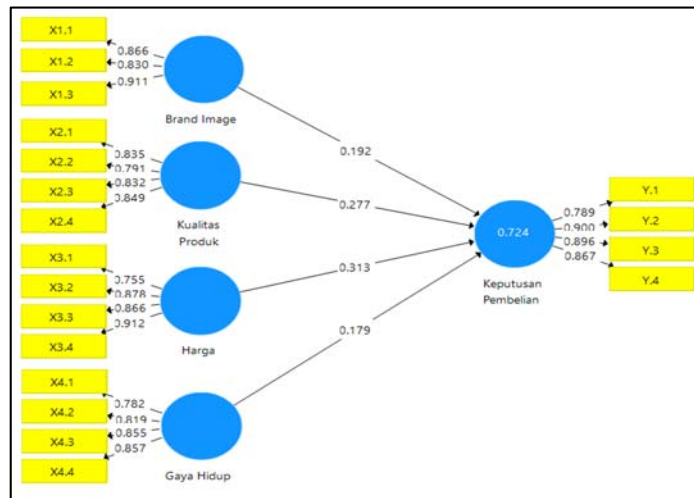 X1.1
X1.2
X1.3
0.866
0.830
0.911
Brand Image
X2.1
X2.2
X2.3
X2.4
0.835
0.791
0.832
0.849
Kualitas
Produk
X3.1
X3.2
X3.3
X3.4
0.755
0.878
0.866
0.912
Harga
X4.1
X4.2
X4.3
X4.4
0.782
0.819
0.855
0.857
Gaya Hidup
0.192
0.277
0.313
0.179
0.724
Keputusan
Pembelian
0.789
0.900
0.896
0.867
Y.1
Y.2
Y.3
Y.4